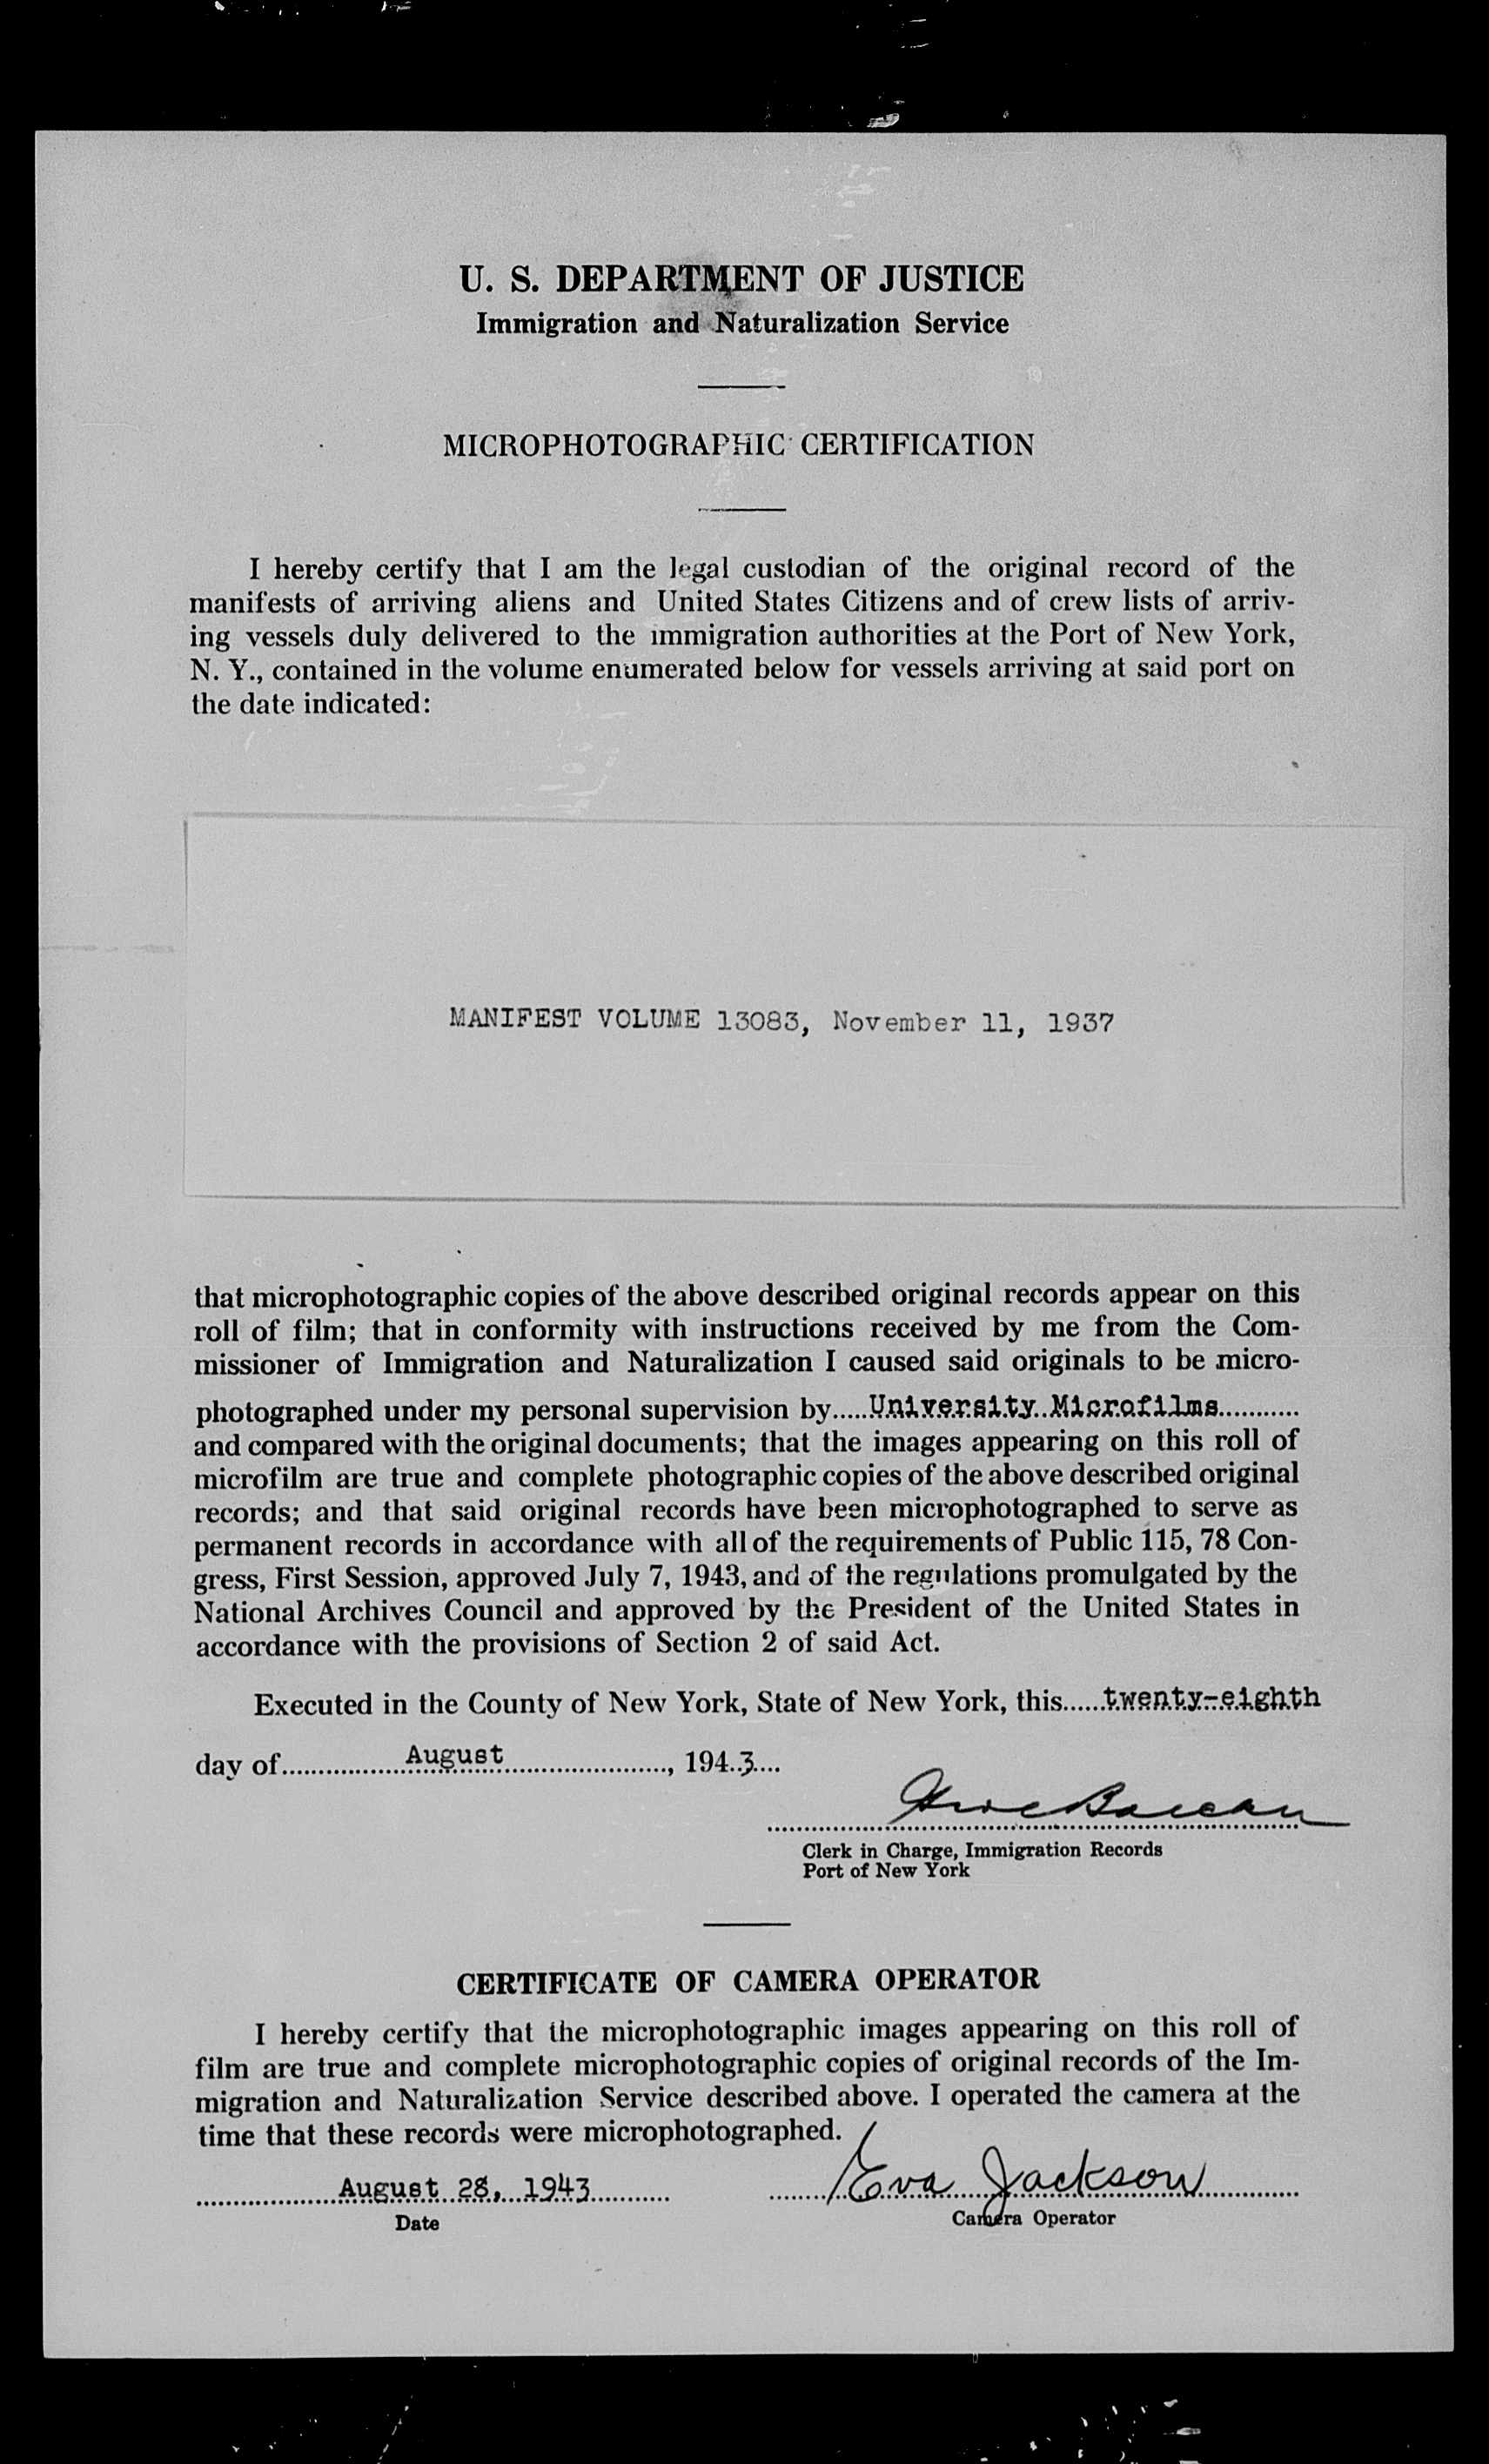 U. S. DEPARTMENT OF JUSTICE
Immigration and Naturalization Service
MICROPHOTOGRAPHIC CERTIFICATION
I hereby certify that I am the legal custodian of the original record of the
manifests of arriving aliens and United States Citizens and of crew lists of arriv-
ing vessels duly delivered to the immigration authorities at the Port of New York,
N. Y., contained in the volume enumerated below for vessels arriving at said port on
the date indicated:
MANIFEST VOLUME 13083, November 11, 1937
that microphotographic copies of the above described original records appear on this
roll of film; that in conformity with instructions received by me from the Com-
missioner of Immigration and Naturalization I caused said originals to be micro-
photographed under my personal supervision by.....University Microfilms...........
and compared with the original documents; that the images appearing on this roll of
microfilm are true and complete photographic copies of the above described original
records; and that said original records have been microphotographed to serve as
permanent records in accordance with all of the requirements of Public 115, 78 Con-
gress, First Session, approved July 7, 1943, and of the regulations promulgated by the
National Archives Council and approved by the President of the United States in
accordance with the provisions of Section 2 of said Act.
Executed in the County of New York, State of New York, this......twenty-eighth
day of..................August........................, 194..3....
Clerk in Charge, Immigration Records
Port of New York
CERTIFICATE OF CAMERA OPERATOR
I hereby certify that the microphotographic images appearing on this roll of
film are true and complete microphotographic copies of original records of the Im-
migration and Naturalization Service described above. I operated the camera at the
time that these records were microphotographed.
....................August 28, 1943........... ........Eva Jackson..............
Date Camera Operator